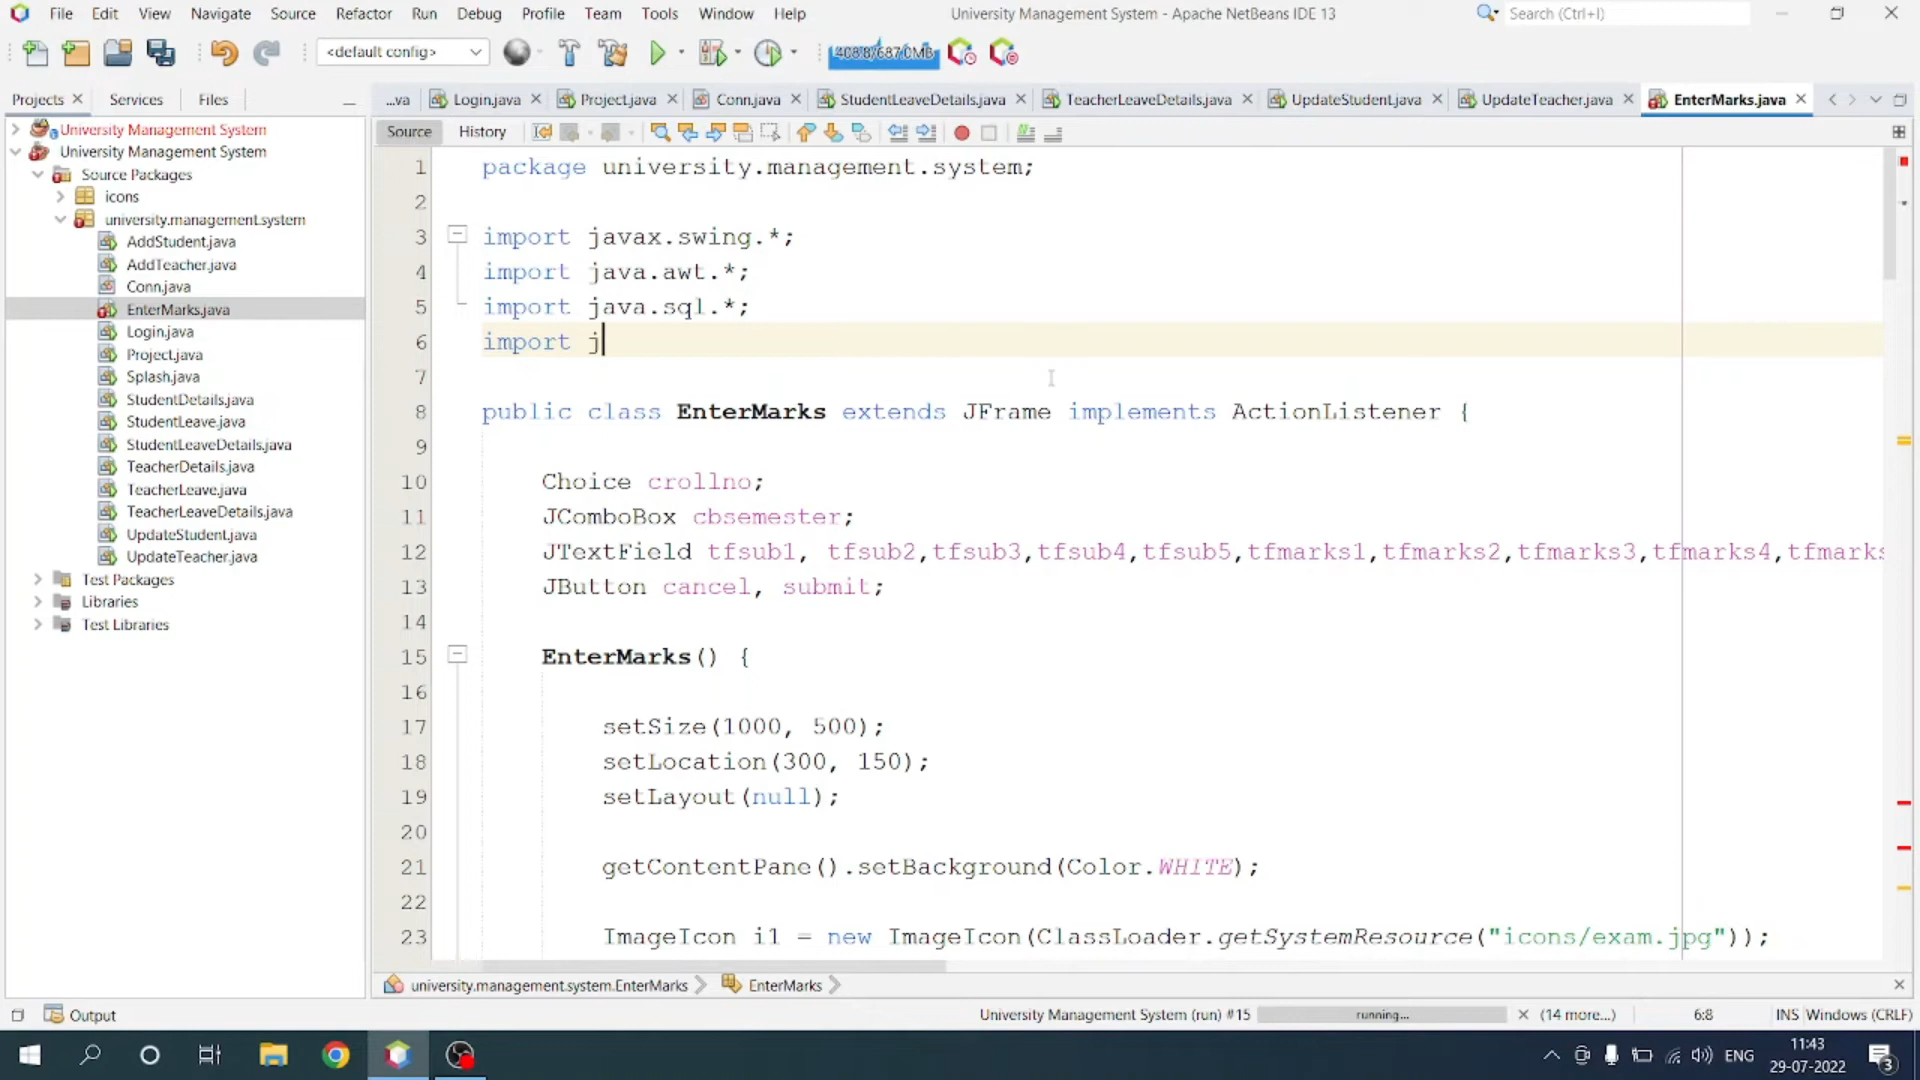 File Edit View Navigate Source Refactor Run Debug Profile Team Tools Window Help
University Management System - Apache NetBeans IDE 13
Search (Ctrl+I)
<default config>
408.8/687.0MB
Projects Services Files
...va Login.java Project.java Conn.java StudentLeaveDetails.java TeacherLeaveDetails.java UpdateStudent.java UpdateTeacher.java EnterMarks.java
Source History
University Management System
University Management System
Source Packages
icons
university.management.system
AddStudent.java
AddTeacher.java
Conn.java
EnterMarks.java
Login.java
Project.java
Splash.java
StudentDetails.java
StudentLeave.java
StudentLeaveDetails.java
TeacherDetails.java
TeacherLeave.java
TeacherLeaveDetails.java
UpdateStudent.java
UpdateTeacher.java
Test Packages
Libraries
Test Libraries
1 package university.management.system;
2
3 import javax.swing.*;
4 import java.awt.*;
5 import java.sql.*;
6 import j
7
8 public class EnterMarks extends JFrame implements ActionListener {
9
10 Choice crollno;
11 JComboBox cbsemester;
12 JTextField tfsub1, tfsub2,tfsub3,tfsub4,tfsub5,tfmarks1,tfmarks2,tfmarks3,tfmarks4,tfmarks
13 JButton cancel, submit;
14
15 EnterMarks() {
16
17 setSize(1000, 500);
18 setLocation(300, 150);
19 setLayout(null);
20
21 getContentPane().setBackground(Color.WHITE);
22
23 ImageIcon i1 = new ImageIcon(ClassLoader.getSystemResource("icons/exam.jpg"));
university.management.system.EnterMarks EnterMarks
Output
University Management System (run) #15 running... (14 more...) 6:8 INS Windows (CRLF)
ENG
11:43
29-07-2022
3